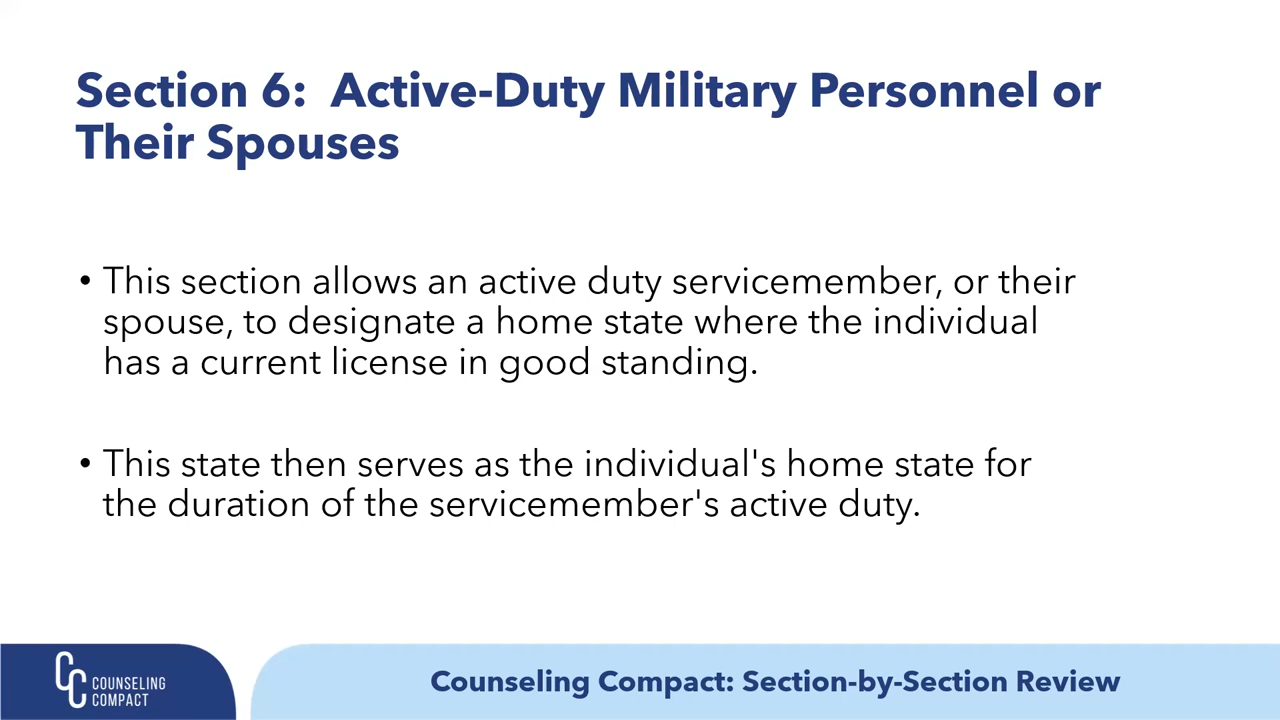 Section 6:  Active-Duty Military Personnel or
Their Spouses
• This section allows an active duty servicemember, or their
spouse, to designate a home state where the individual
has a current license in good standing.
• This state then serves as the individual's home state for
the duration of the servicemember's active duty.
CC COUNSELING
COMPACT
Counseling Compact: Section-by-Section Review